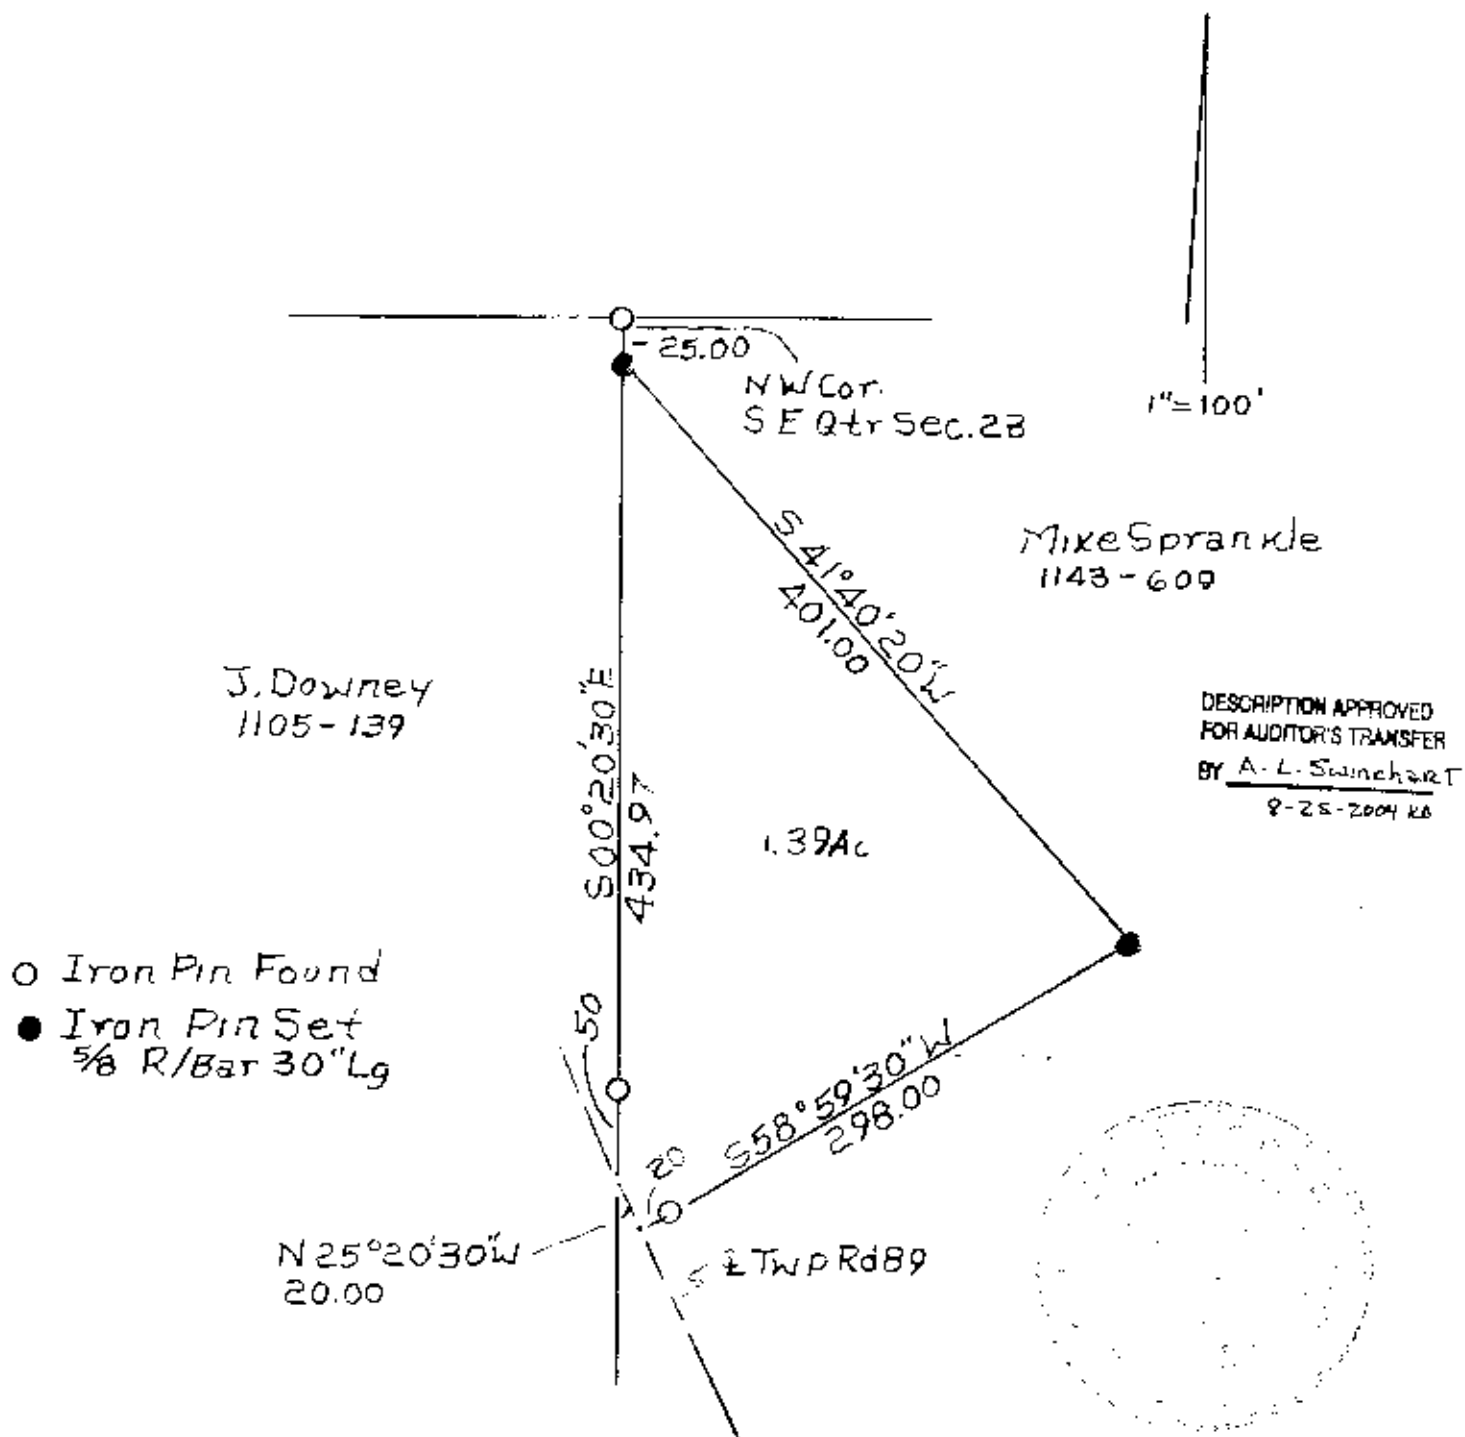 -25.00
NW Cor.
SE Qtr Sec. 28
1"=100'
S 41°40'20"W
401.00
Mike Sprankle
1143-609
J. Downey
1105-139
S00°20'30"E
434.97
DESCRIPTION APPROVED
FOR AUDITOR'S TRANSFER
BY A. L. Swinehart
8-25-2004
1.39Ac
Iron Pin Found
Iron Pin Set
5/8 R/Bar 30"Lg
50
S58°59'30"W
298.00
20
N25°20'30"W
20.00
℄ Twp Rd 89